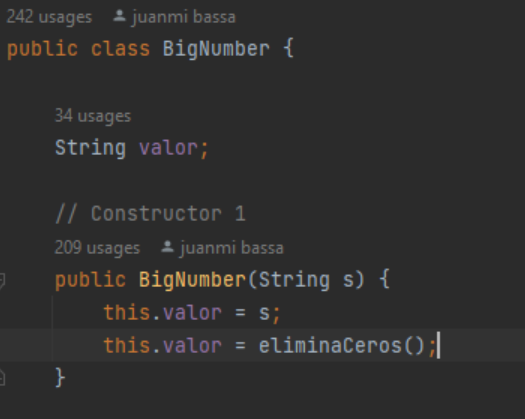 242 usages juanmi bassa
public class BigNumber {
34 usages
String valor;
// Constructor 1
209 usages juanmi bassa
public BigNumber(String s) {
this.valor = s;
this.valor = eliminaCeros();
}